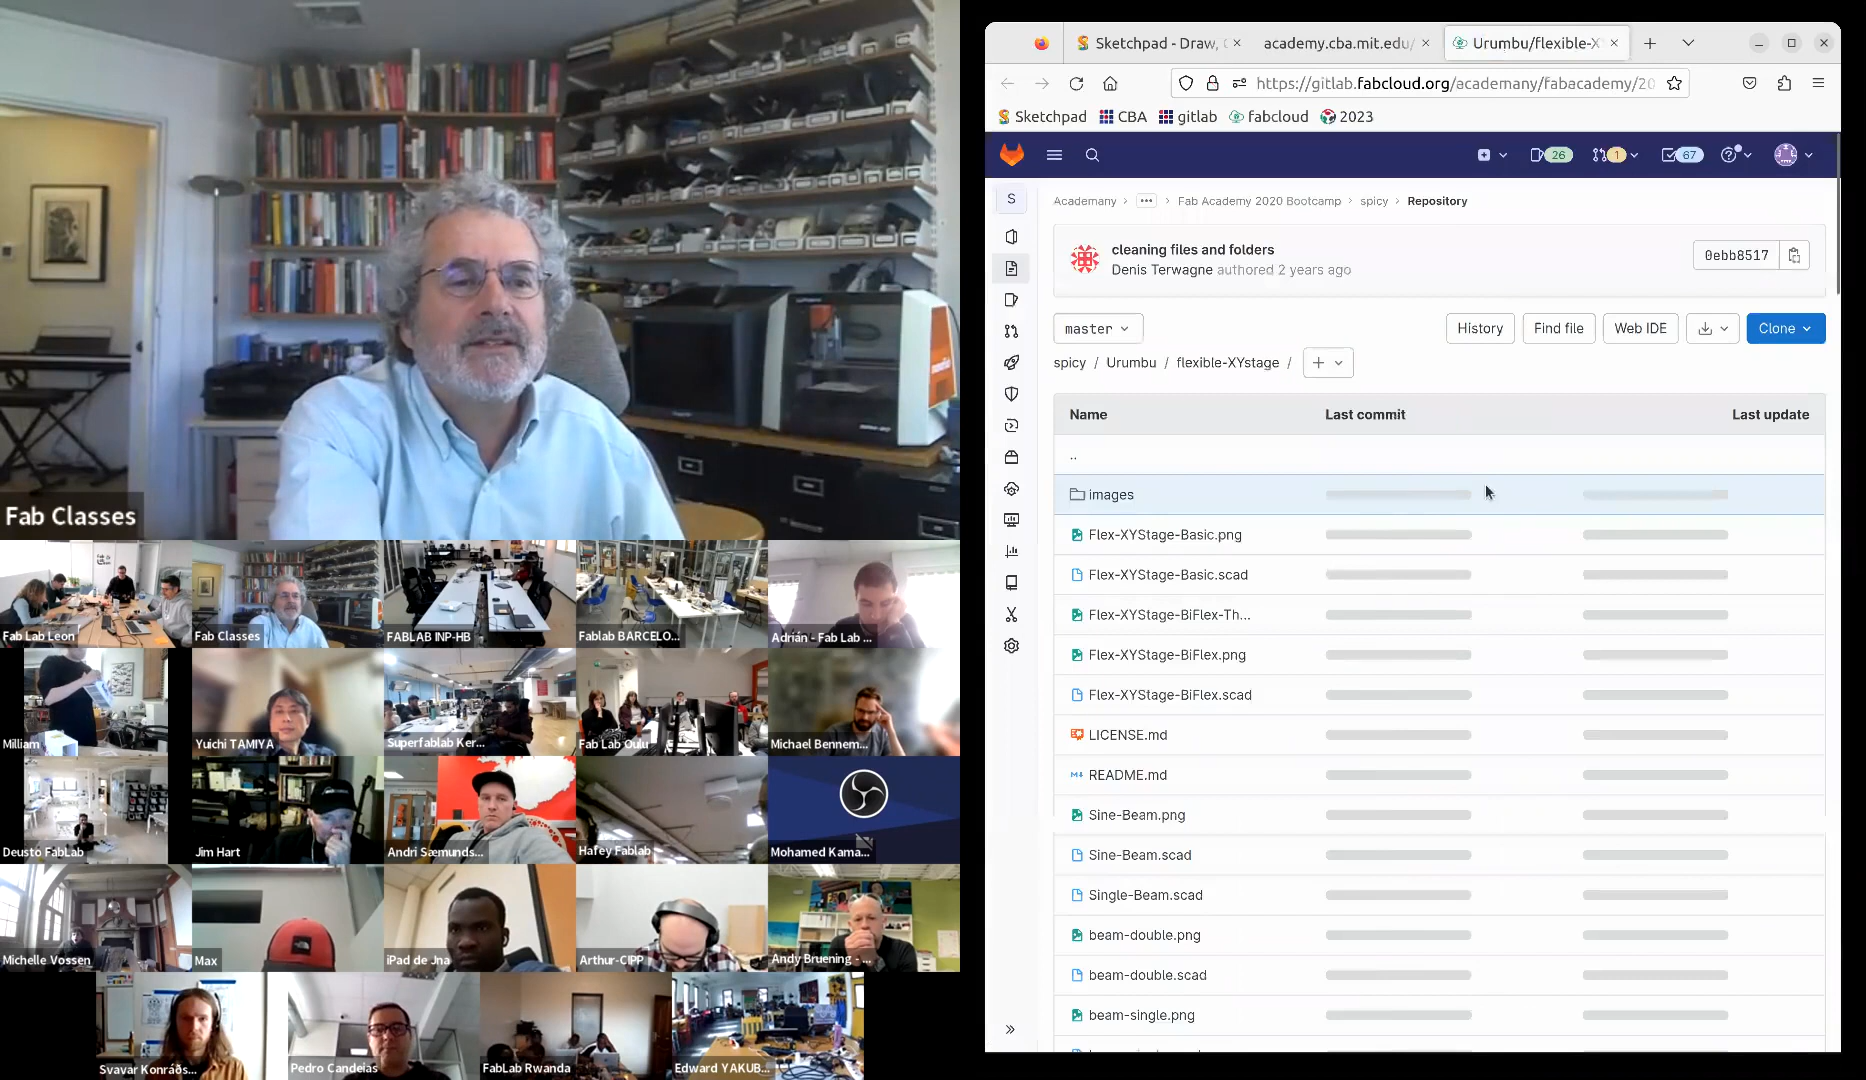 Fab Classes
Fab Lab Leon
Fab Classes
FABLAB INP-HB
Fablab BARCELO...
Adrián - Fab Lab ...
Milliam
Yuichi TAMIYA
Superfablab Ker...
Fab Lab Oulu
Michael Bennem...
Deusto FabLab
Jim Hart
Andri Sæmunds...
Hafey Fablab
Mohamed Kama...
Michelle Vossen
Max
iPad de Jna
Arthur-CIPP
Andy Bruening - ...
Svavar Konráðs...
Pedro Candeias
FabLab Rwanda
Edward YAKUB...
Sketchpad - Draw,
academy.cba.mit.edu/
Urumbu/flexible-X
https://gitlab.fabcloud.org/academany/fabacademy/20
Sketchpad CBA gitlab fabcloud 2023
26 1 67
S
Academany > ... > Fab Academy 2020 Bootcamp > spicy > Repository
cleaning files and folders
Denis Terwagne authored 2 years ago
0ebb8517
master
History
Find file
Web IDE
Clone
spicy / Urumbu / flexible-XYstage / +
Name Last commit Last update
..
images
Flex-XYStage-Basic.png
Flex-XYStage-Basic.scad
Flex-XYStage-BiFlex-Th...
Flex-XYStage-BiFlex.png
Flex-XYStage-BiFlex.scad
LICENSE.md
README.md
Sine-Beam.png
Sine-Beam.scad
Single-Beam.scad
beam-double.png
beam-double.scad
beam-single.png